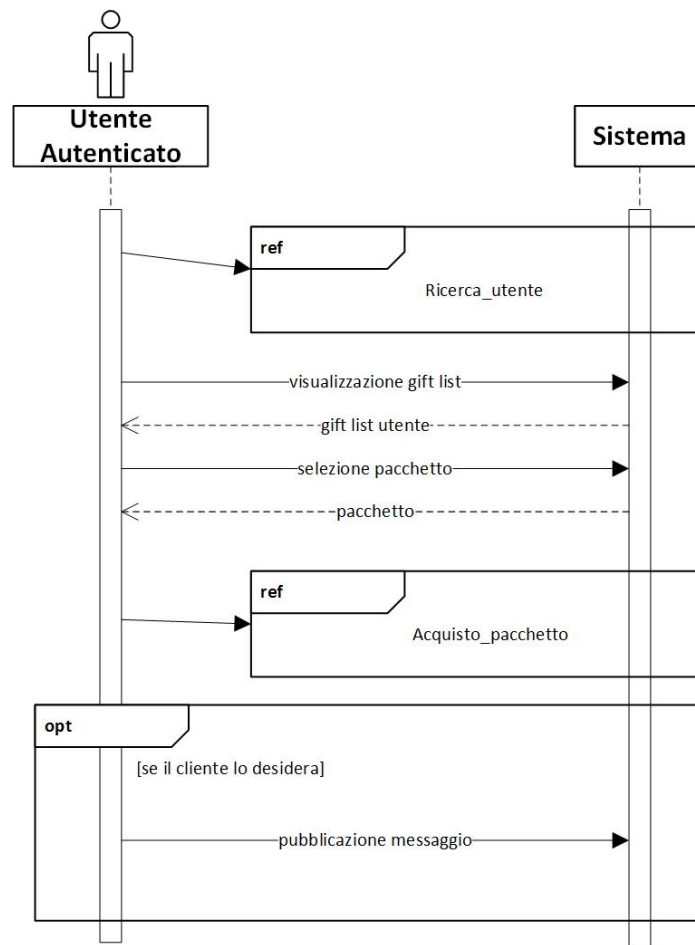 Utente
Autenticato
Sistema
ref
Ricerca_utente
visualizzazione gift list
gift list utente
selezione pacchetto
pacchetto
ref
Acquisto_pacchetto
opt
[se il cliente lo desidera]
pubblicazione messaggio